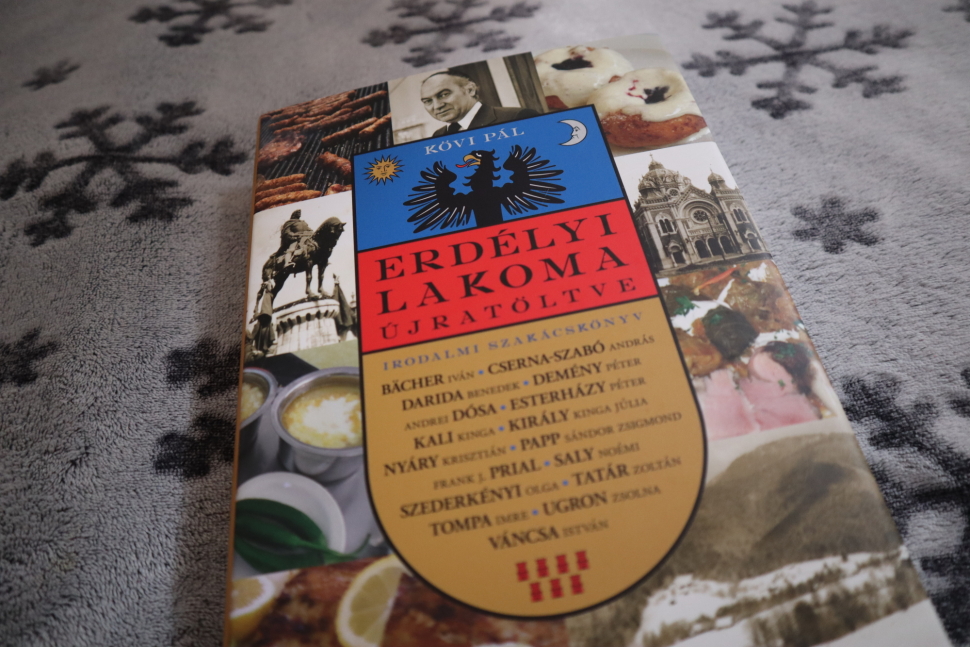 KÖVI PÁL
ERDÉLYI
LAKOMA
ÚJRATÖLTVE
IRODALMI SZAKÁCSKÖNYV
BÄCHER IVÁN • CSERNA-SZABÓ ANDRÁS
DARIDA BENEDEK • DEMÉNY PÉTER
ANDREI DÓSA • ESTERHÁZY PÉTER
KALI KINGA • KIRÁLY KINGA JÚLIA
NYÁRY KRISZTIÁN • PAPP SÁNDOR ZSIGMOND
FRANK J. PRIAL • SALY NOÉMI
SZEDERKÉNYI OLGA • TATÁR ZOLTÁN
TOMPA IMRE • UGRON ZSOLNA
VÁNCSA ISTVÁN